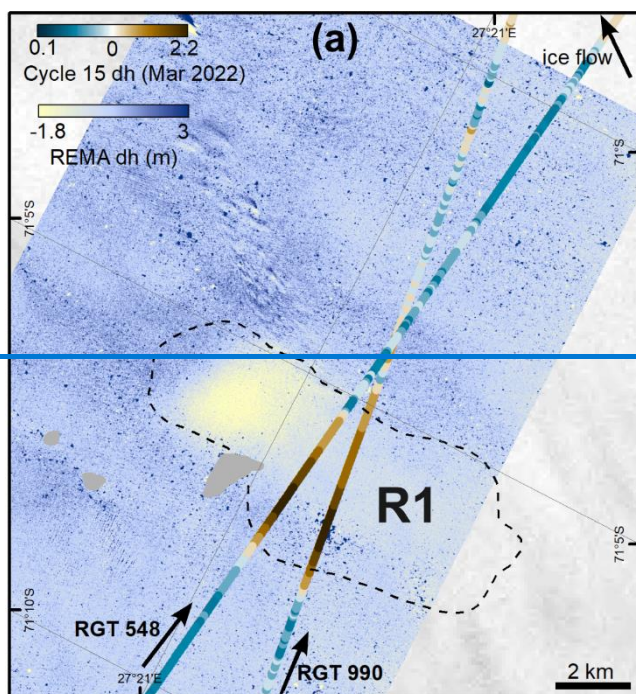 (a)
0.1 0 2.2
Cycle 15 dh (Mar 2022)
-1.8 3
REMA dh (m)
27°21'E
ice flow
71°S
71°5'S
R1
71°5'S
71°10'S
RGT 548
RGT 990
27°21'E
2 km